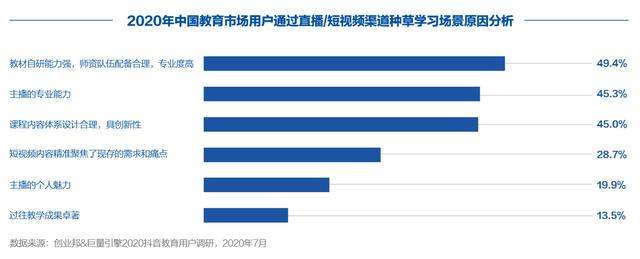 2020年中国教育市场用户通过直播/短视频渠道种草学习场景原因分析
教材自研能力强，师资队伍配备合理，专业度高 49.4%
主播的专业能力 45.3%
课程内容体系设计合理，具创新性 45.0%
短视频内容精准聚焦了现存的需求和痛点 28.7%
主播的个人魅力 19.9%
过往教学成果卓著 13.5%
数据来源：创业邦&巨量引擎2020抖音教育用户调研，2020年7月